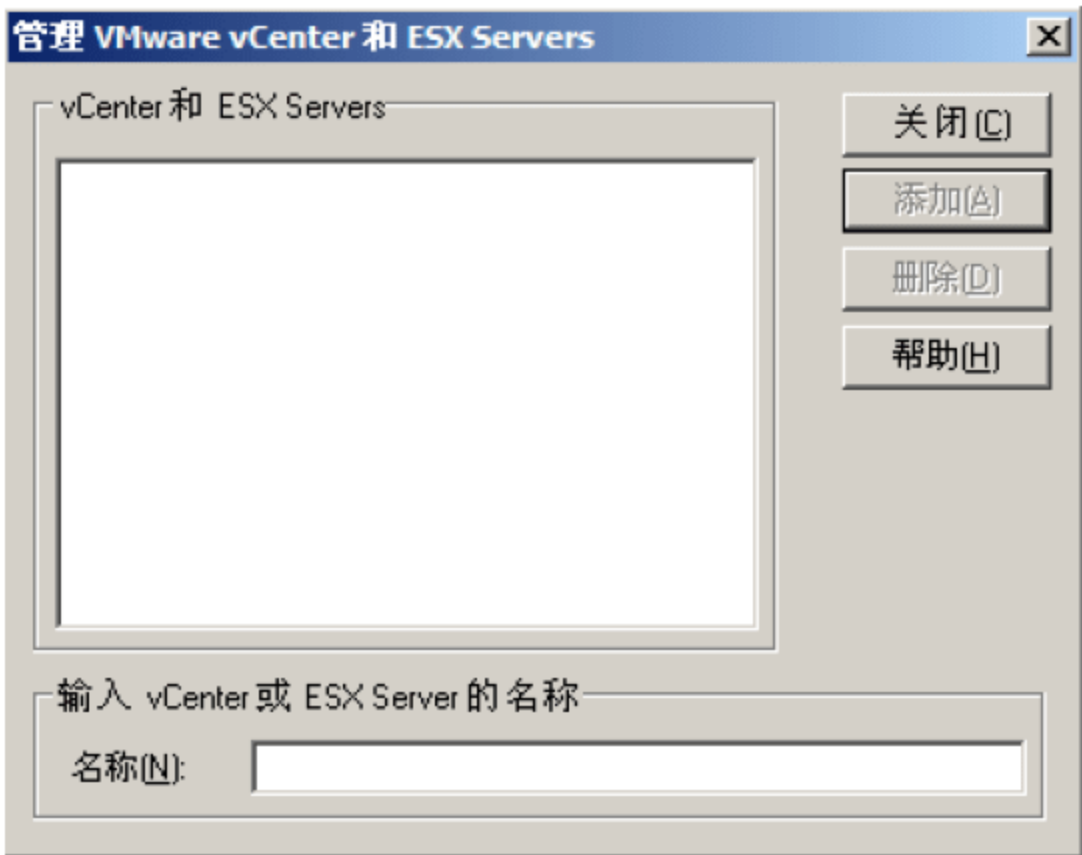 管理 VMware vCenter 和 ESX Servers
vCenter 和 ESX Servers
关闭(C)
添加(A)
删除(D)
帮助(H)
输入 vCenter 或 ESX Server 的名称
名称(N):